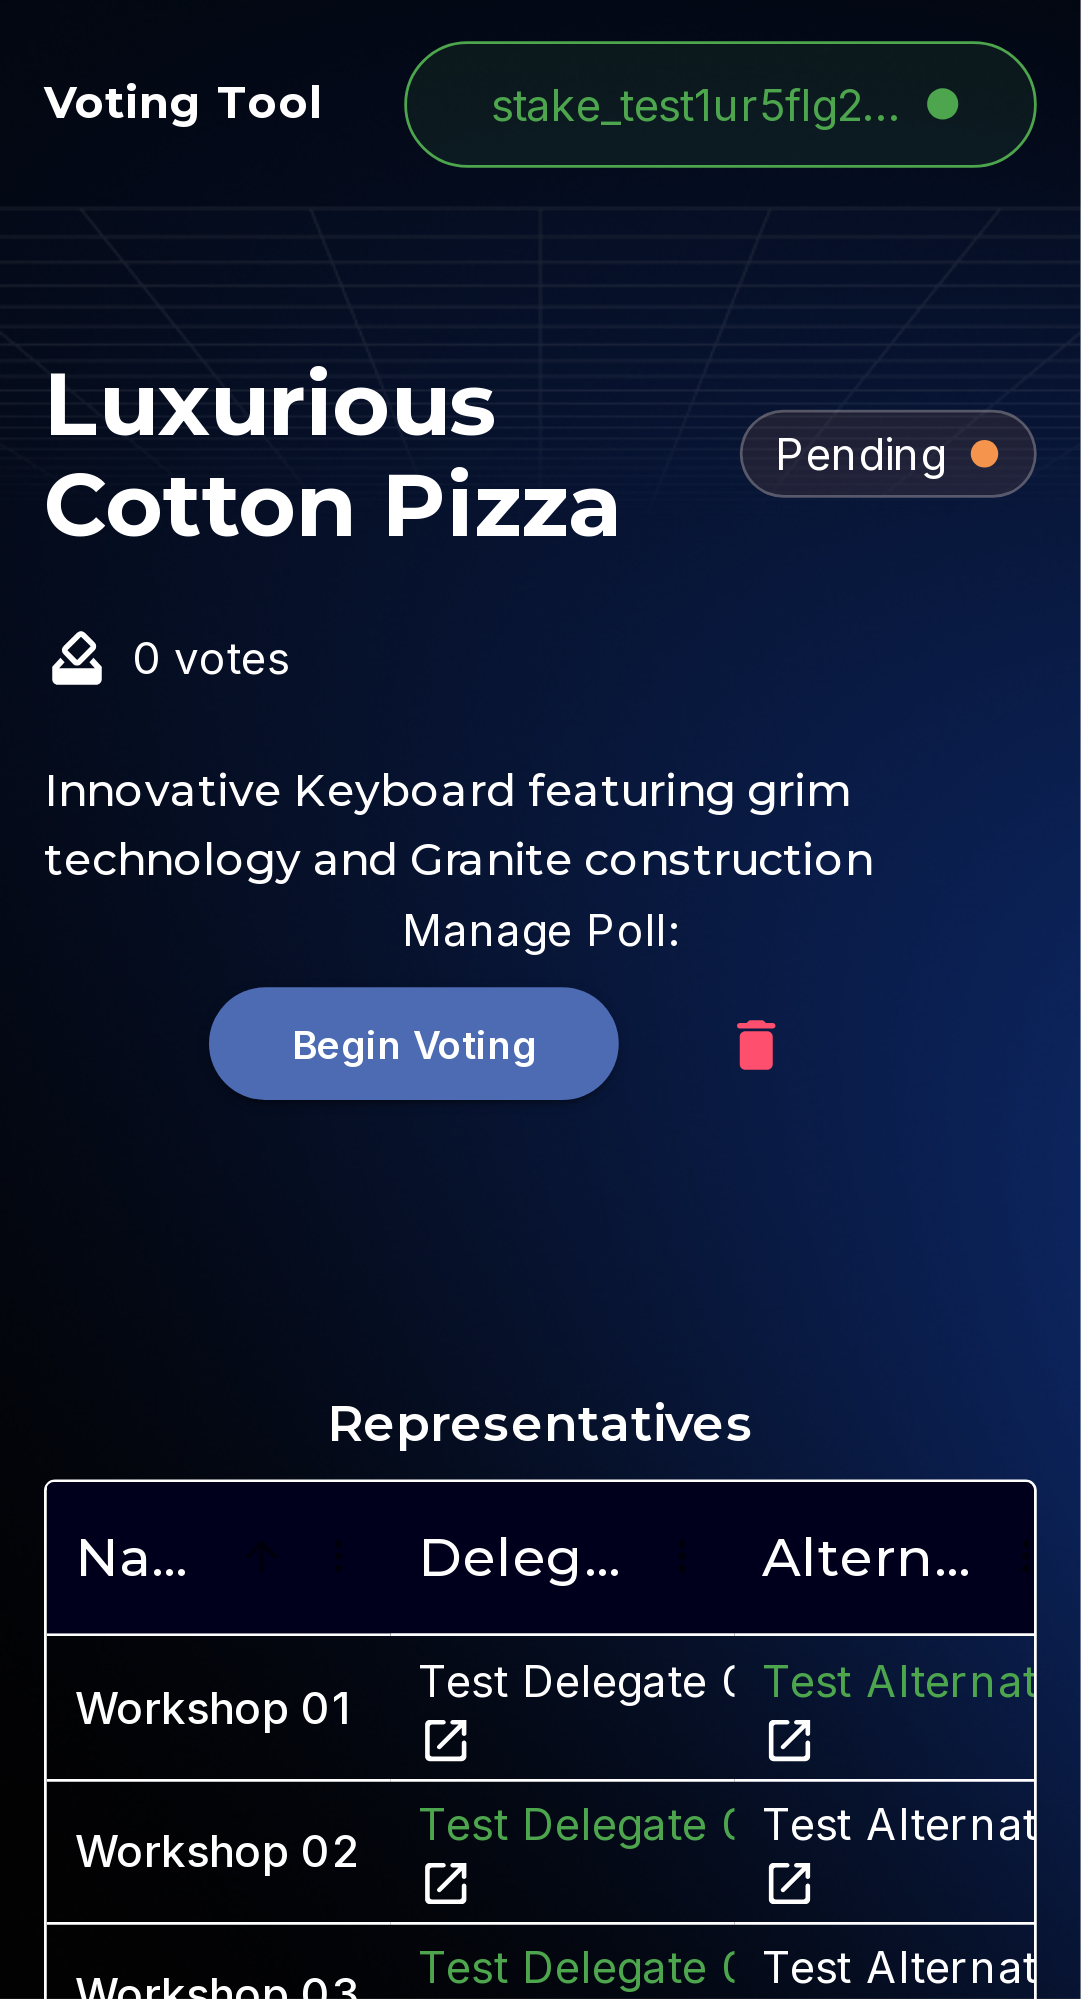 Voting Tool
stake_test1ur5flg2...
Luxurious
Cotton Pizza
Pending
0 votes
Innovative Keyboard featuring grim
technology and Granite construction
Manage Poll:
Begin Voting
Representatives
Na... Deleg... Altern...
Workshop 01 Test Delegate Test Alternat
Workshop 02 Test Delegate Test Alternat
Workshop 03 Test Delegate Test Alternat